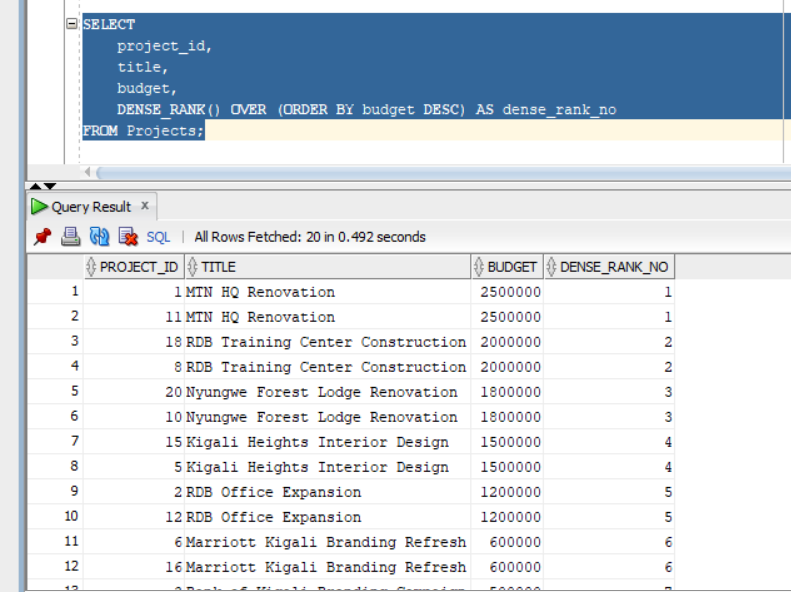 SELECT
project_id,
title,
budget,
DENSE_RANK() OVER (ORDER BY budget DESC) AS dense_rank_no
FROM Projects;
Query Result x
SQL | All Rows Fetched: 20 in 0.492 seconds
PROJECT_ID TITLE BUDGET DENSE_RANK_NO
1 1 MTN HQ Renovation 2500000 1
2 11 MTN HQ Renovation 2500000 1
3 18 RDB Training Center Construction 2000000 2
4 8 RDB Training Center Construction 2000000 2
5 20 Nyungwe Forest Lodge Renovation 1800000 3
6 10 Nyungwe Forest Lodge Renovation 1800000 3
7 15 Kigali Heights Interior Design 1500000 4
8 5 Kigali Heights Interior Design 1500000 4
9 2 RDB Office Expansion 1200000 5
10 12 RDB Office Expansion 1200000 5
11 6 Marriott Kigali Branding Refresh 600000 6
12 16 Marriott Kigali Branding Refresh 600000 6